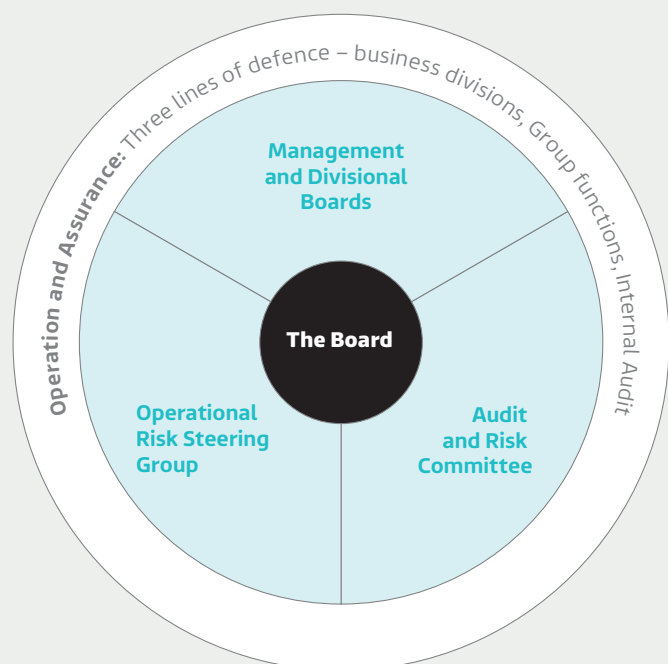 Operation and Assurance: Three lines of defence – business divisions, Group functions, Internal Audit
Management
and Divisional
Boards
The Board
Operational
Risk Steering
Group
Audit
and Risk
Committee